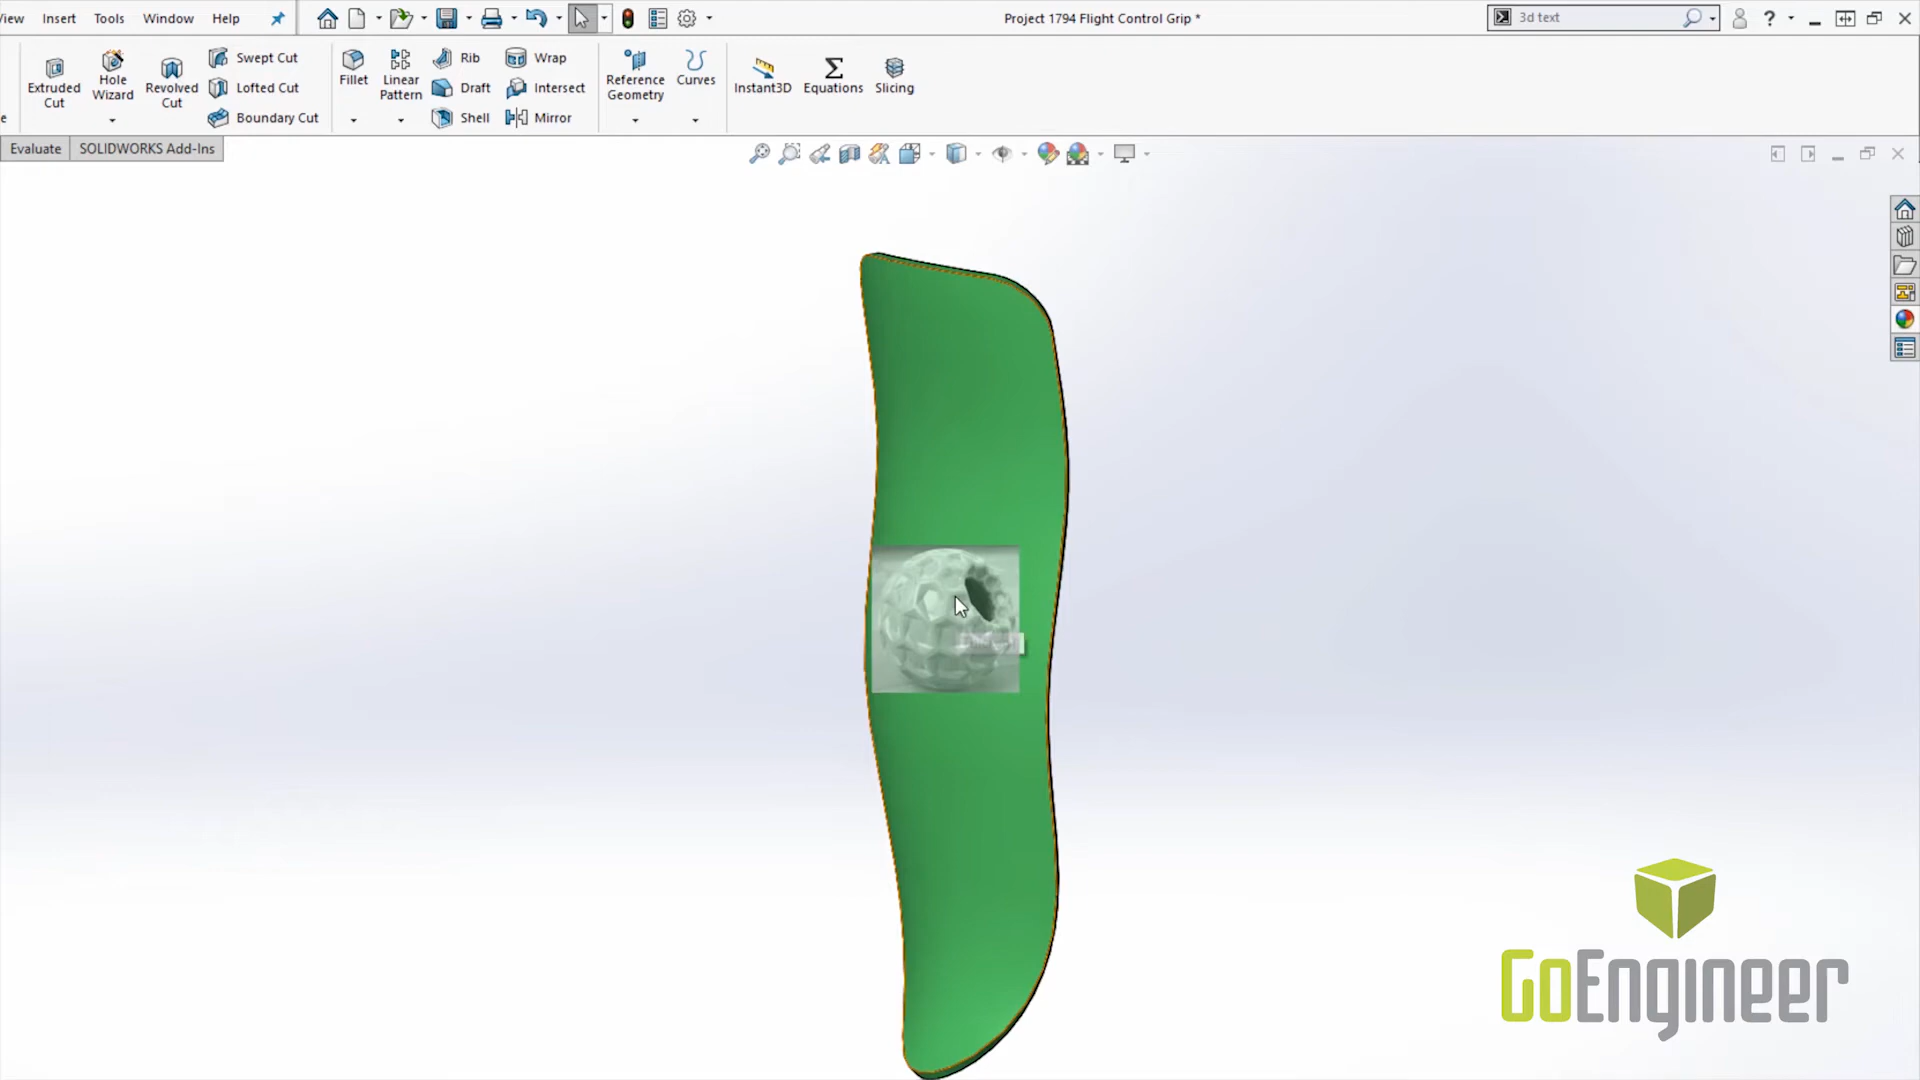 View Insert Tools Window Help Project 1794 Flight Control Grip * 3d text ?
Extruded Cut
Hole Wizard
Revolved Cut
Swept Cut
Lofted Cut
Boundary Cut
Fillet
Linear Pattern
Rib
Draft
Shell
Wrap
Intersect
Mirror
Reference Geometry
Curves
Instant3D
Equations
Slicing
Evaluate SOLIDWORKS Add-Ins
GoEngineer